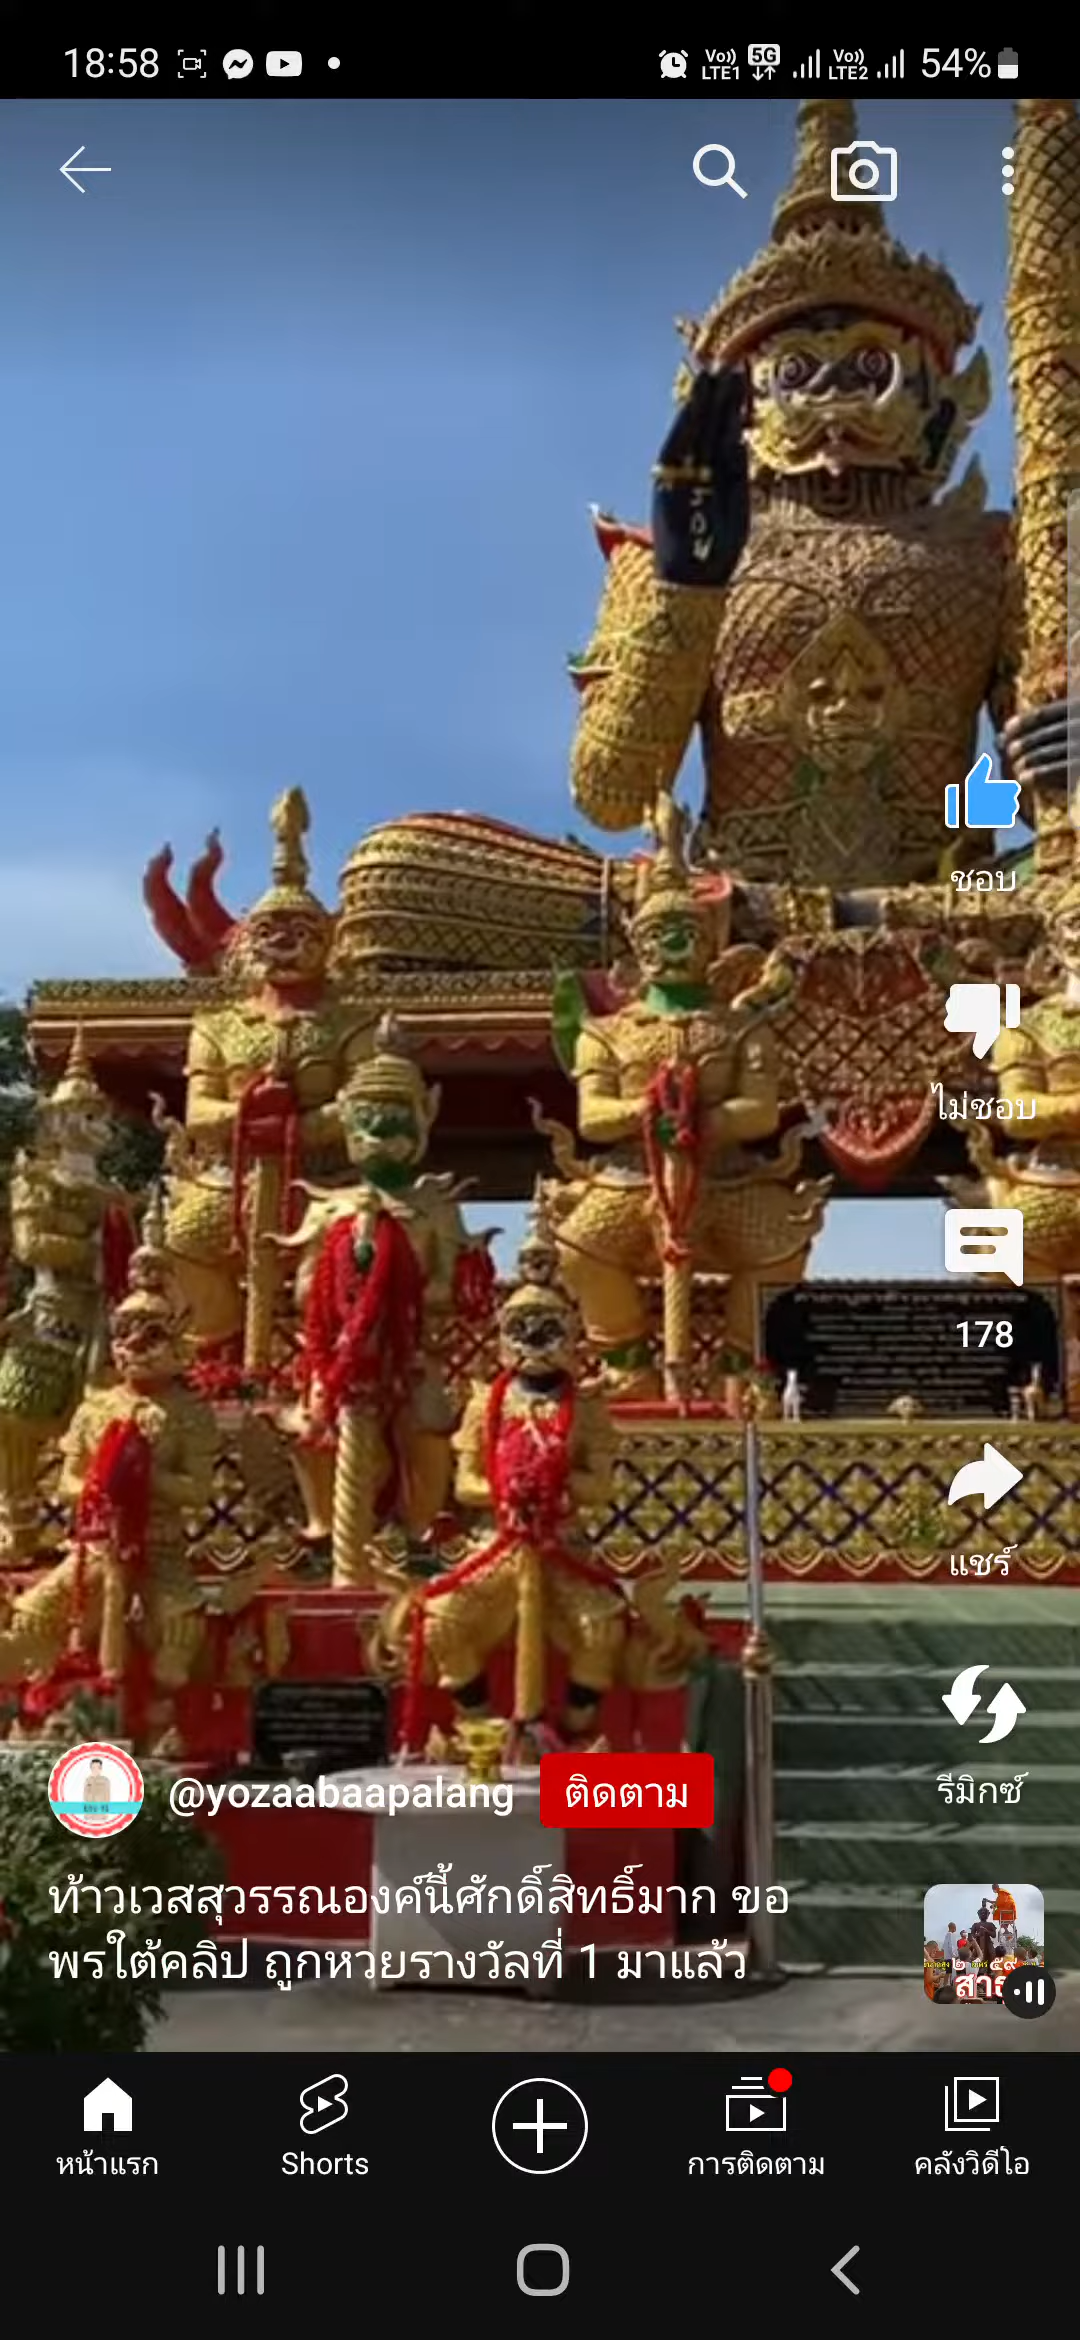 18:58
Vo)) LTE1 5G Vo)) LTE2 54%
ชอบ
ไม่ชอบ
178
แชร์
รีมิกซ์
@yozaabaapalang ติดตาม
ท้าวเวสสุวรรณองค์นี้ศักดิ์สิทธิ์มาก ขอ
พรใต้คลิป ถูกหวยรางวัลที่ 1 มาแล้ว
หน้าแรก Shorts การติดตาม คลังวิดีโอ